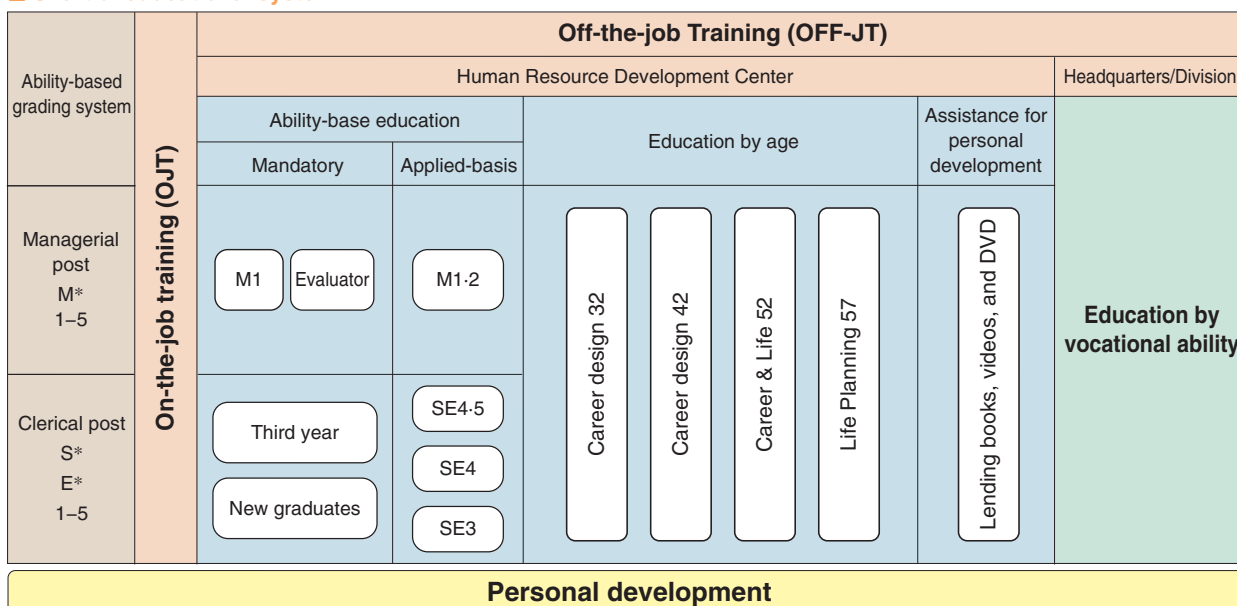 Off-the-job Training (OFF-JT)
Ability-based
grading system
On-the-job training (OJT)
Human Resource Development Center
Headquarters/Division
Ability-base education
Education by age
Assistance for
personal
development
Mandatory
Applied-basis
Managerial
post
M*
1–5
M1
Evaluator
M1·2
Career design 32
Career design 42
Career & Life 52
Life Planning 57
Lending books, videos, and DVD
Education by
vocational ability
Clerical post
S*
E*
1–5
Third year
New graduates
SE4·5
SE4
SE3
Personal development